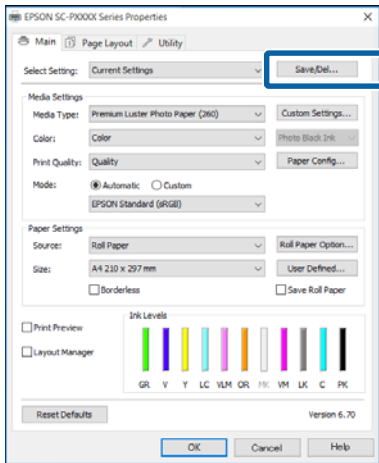 EPSON SC-PXXXX Series Properties
Main Page Layout Utility
Select Setting: Current Settings Save/Del...
Media Settings
Media Type: Premium Luster Photo Paper (260) Custom Settings...
Color: Color Photo Black Ink
Print Quality: Quality Paper Config...
Mode: Automatic Custom
EPSON Standard (sRGB)
Paper Settings
Source: Roll Paper Roll Paper Option...
Size: A4 210 x 297 mm User Defined...
Borderless Save Roll Paper
Ink Levels
Print Preview
Layout Manager
GR V Y LC VLM OR MK VM LK C PK
Reset Defaults Version 6.70
OK Cancel Help